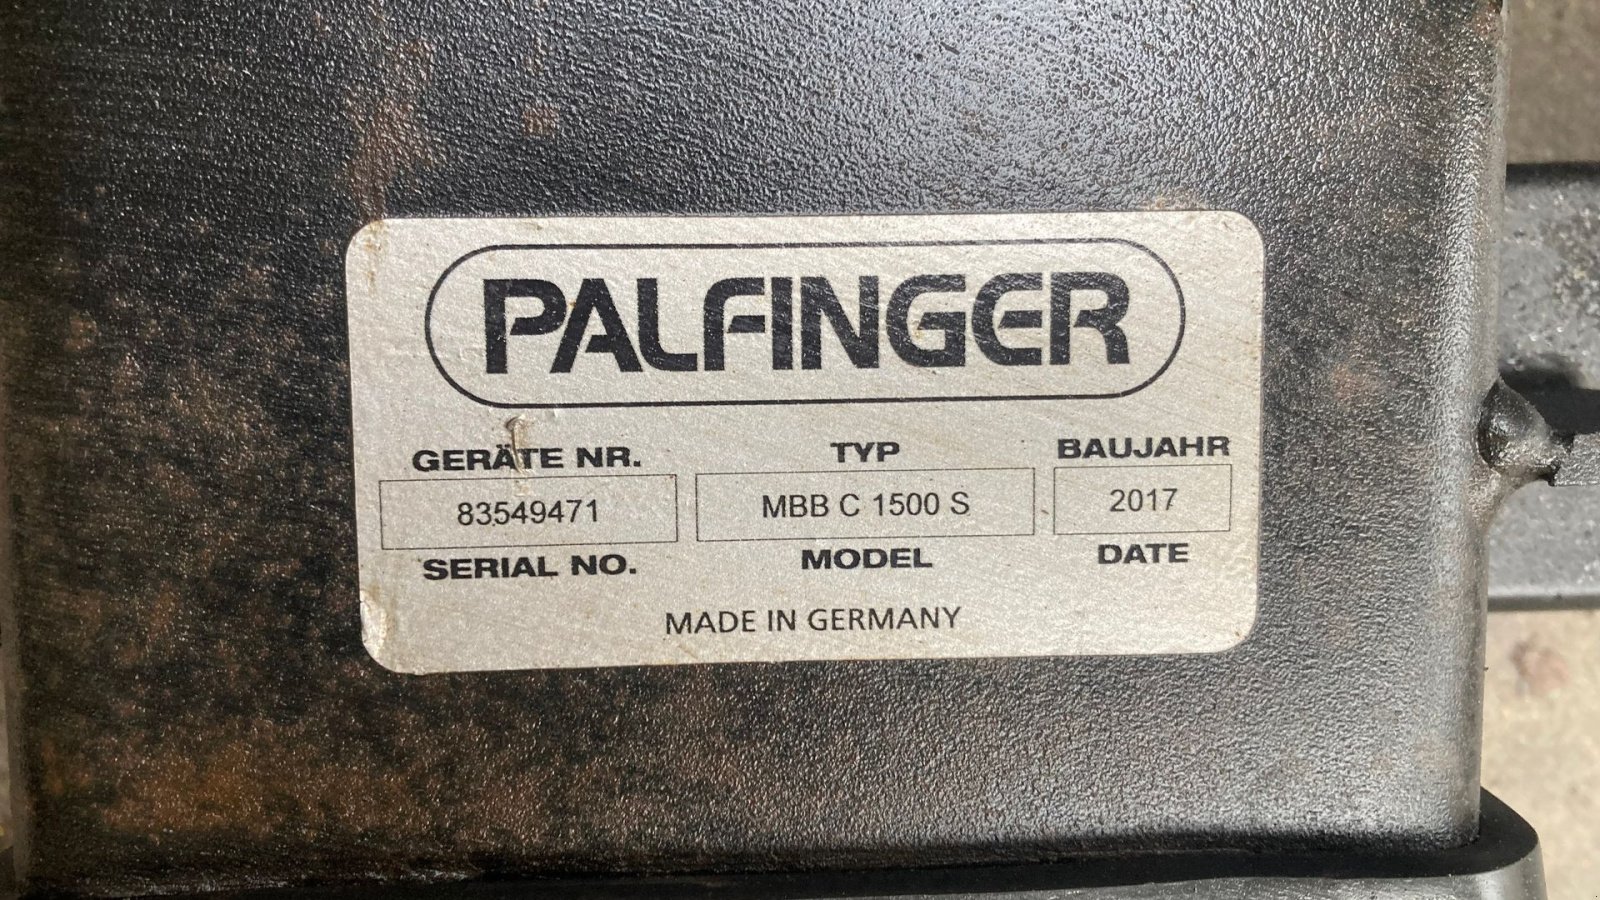 PALFINGER
GERÄTE NR. TYP BAUJAHR
83549471 MBB C 1500 S 2017
SERIAL NO. MODEL DATE
MADE IN GERMANY